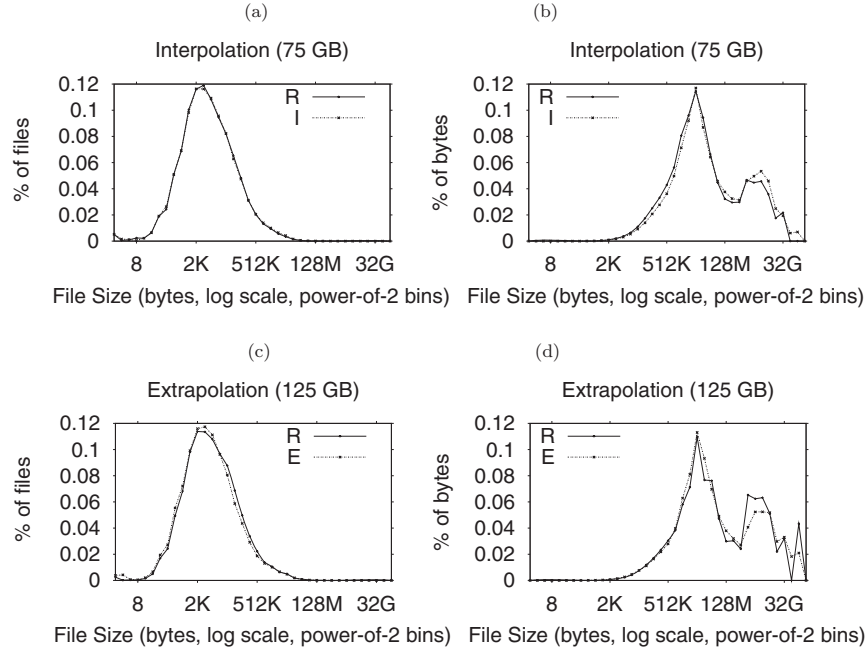 (a)
Interpolation (75 GB)
% of files
0.12
0.1
0.08
0.06
0.04
0.02
0
R
I
8 2K 512K 128M 32G
File Size (bytes, log scale, power-of-2 bins)
(b)
Interpolation (75 GB)
% of bytes
0.12
0.1
0.08
0.06
0.04
0.02
0
R
I
8 2K 512K 128M 32G
File Size (bytes, log scale, power-of-2 bins)
(c)
Extrapolation (125 GB)
% of files
0.12
0.1
0.08
0.06
0.04
0.02
0
R
E
8 2K 512K 128M 32G
File Size (bytes, log scale, power-of-2 bins)
(d)
Extrapolation (125 GB)
% of bytes
0.12
0.1
0.08
0.06
0.04
0.02
0
R
E
8 2K 512K 128M 32G
File Size (bytes, log scale, power-of-2 bins)